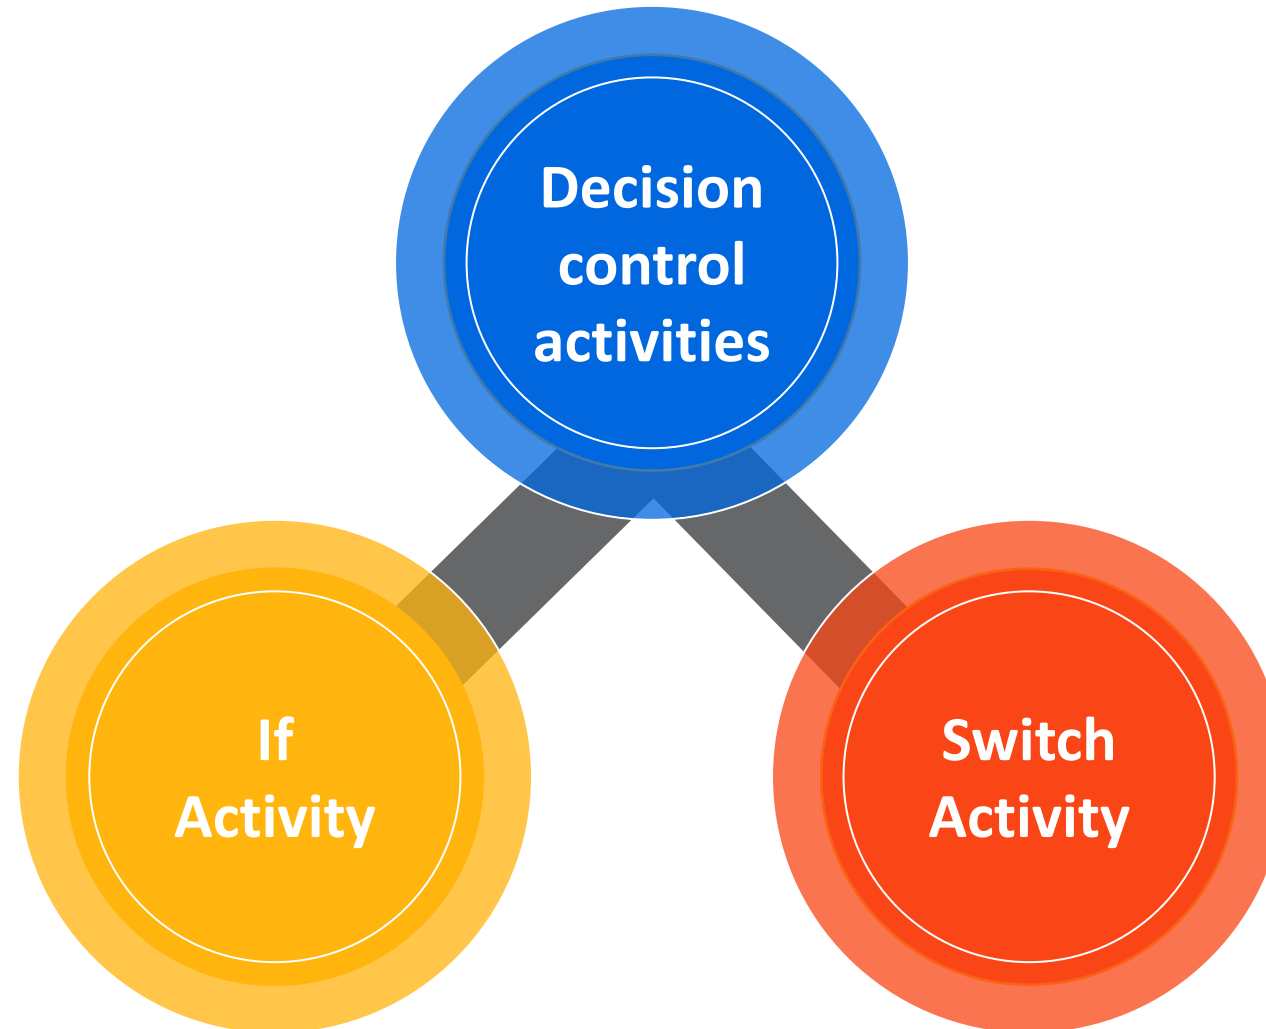 Decision
control
activities
If
Activity
Switch
Activity